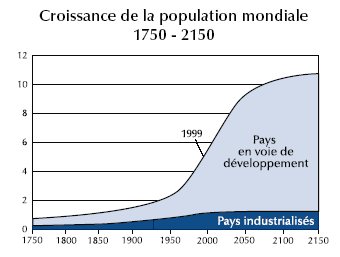 Croissance de la population mondiale
1750 - 2150
12
10
8
6
4
2
0
1999
Pays
en voie de
développement
Pays industrialisés
1750 1800 1850 1900 1950 2000 2050 2100 2150